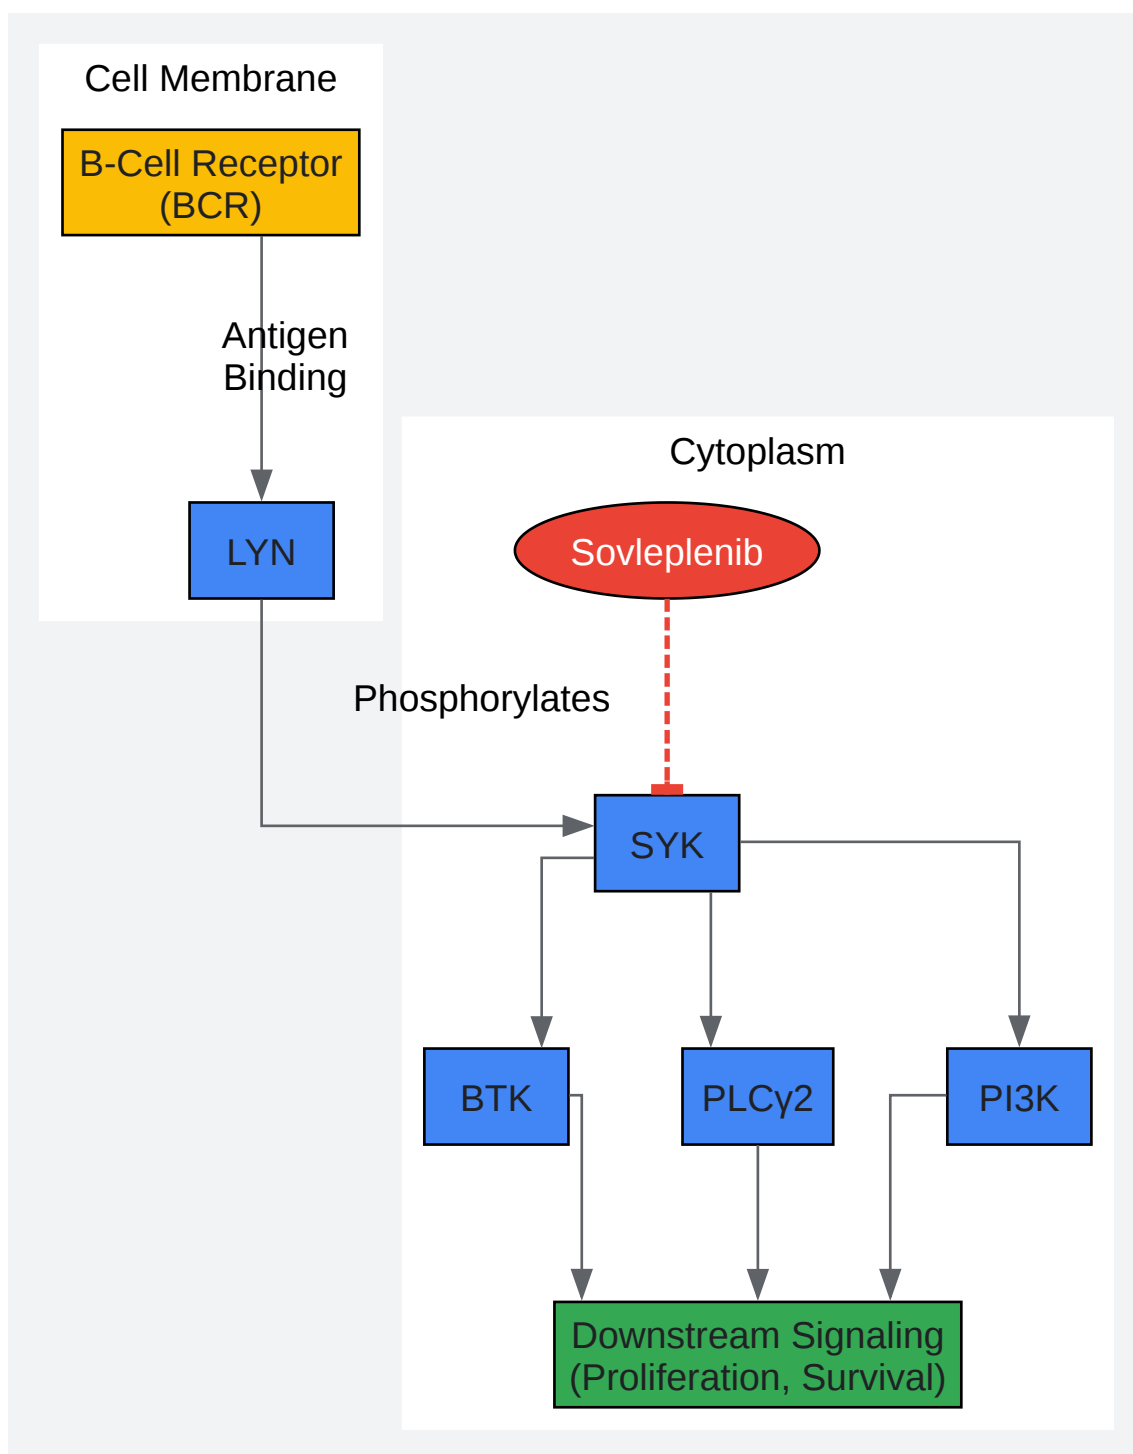 Cell Membrane
B-Cell Receptor
(BCR)
Antigen
Binding
Cytoplasm
LYN
Sovleplenib
Phosphorylates
SYK
BTK
PLCγ2
PI3K
Downstream Signaling
(Proliferation, Survival)